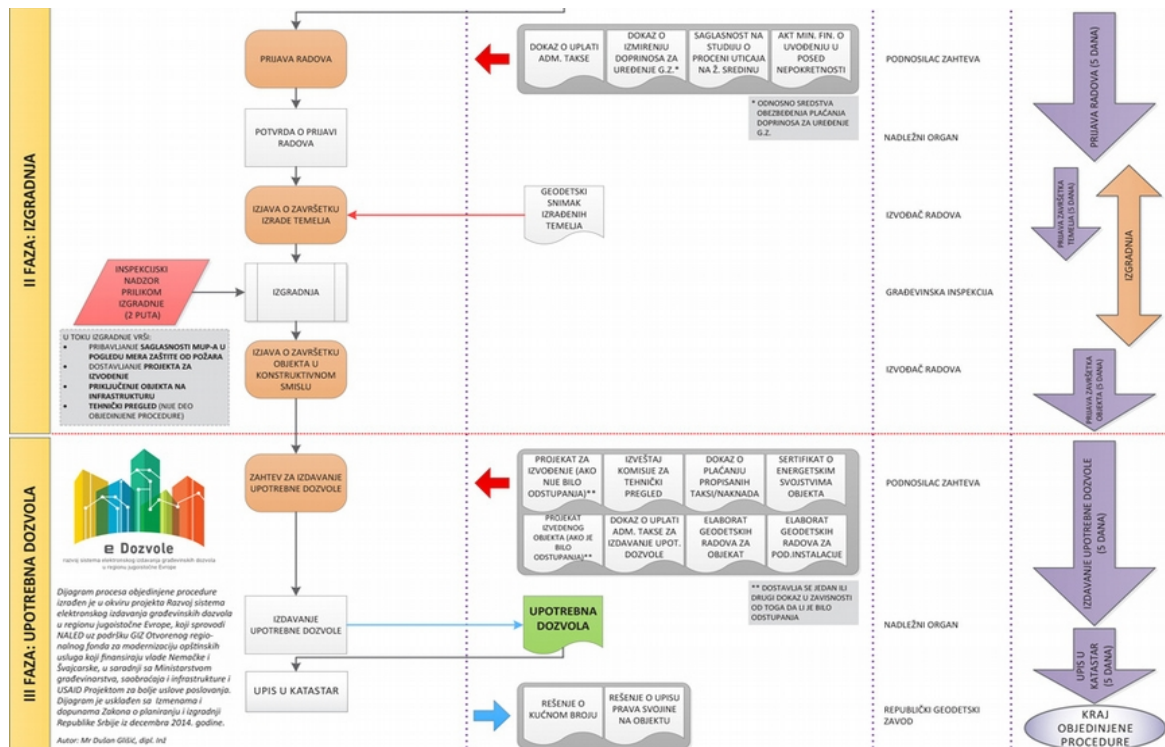 II FAZA: IZGRADNJA
PRIJAVA RADOVA
DOKAZ O UPLATI
ADM. TAKSE
DOKAZ O
IZMIRENJU
DOPRINOSA ZA
UREĐENJE G.Z.*
SAGLASNOST NA
STUDIJU O
PROCENI UTICAJA
NA Ž. SREDINU
AKT MIN. FIN. O
UVOĐENJU U
POSED
NEPOKRETNOSTI
PODNOSILAC ZAHTEVA
PRIJAVA RADOVA (5 DANA)
* ODNOSNO SREDSTVA
OBEZBEĐENJA PLAĆANJA
DOPRINOSA ZA UREĐENJE
G.Z.
POTVRDA O PRIJAVI
RADOVA
NADLEŽNI ORGAN
IZJAVA O ZAVRŠETKU
IZRADE TEMELJA
GEODETSKI
SNIMAK
IZRAĐENIH
TEMELJA
IZVOĐAČ RADOVA
PRIJAVA ZAVRŠETKA
TEMELJA (5 DANA)
IZGRADNJA
INSPEKCIJSKI
NADZOR
PRILIKOM
IZGRADNJE
(2 PUTA)
IZGRADNJA
GRAĐEVINSKA INSPEKCIJA
U TOKU IZGRADNJE VRŠI:
• PRIBAVLJANJE SAGLASNOSTI MUP-A U
POGLEDU MERA ZAŠTITE OD POŽARA
• DOSTAVLJANJE PROJEKTA ZA
IZVOĐENJE
• PRIKLJUČENJE OBJEKTA NA
INFRASTRUKTURU
• TEHNIČKI PREGLED (NIJE DEO
OBJEDINJENE PROCEDURE)
IZJAVA O ZAVRŠETKU
OBJEKTA U
KONSTRUKTIVNOM
SMISLU
IZVOĐAČ RADOVA
PRIJAVA ZAVRŠETKA
OBJEKTA (5 DANA)
III FAZA: UPOTREBNA DOZVOLA
ZAHTEV ZA IZDAVANJE
UPOTREBNE DOZVOLE
PROJEKAT ZA
IZVOĐENJE (AKO
NIJE BILO
ODSTUPANJA)**
IZVEŠTAJ
KOMISIJE ZA
TEHNIČKI
PREGLED
DOKAZ O
PLAĆANJU
PROPISANIH
TAKSI/NAKNADA
SERTIFIKAT O
ENERGETSKIM
SVOJSTVIMA
OBJEKTA
PROJEKAT
IZVEDENOG
OBJEKTA (AKO JE
BILO
ODSTUPANJA)**
DOKAZ O UPLATI
ADM. TAKSE ZA
IZDAVANJE UPOT.
DOZVOLE
ELABORAT
GEODETSKIH
RADOVA ZA
OBJEKAT
ELABORAT
GEODETSKIH
RADOVA ZA
POD.INSTALACIJE
PODNOSILAC ZAHTEVA
IZDAVANJE UPOTREBNE DOZVOLE
(5 DANA)
** DOSTAVLJA SE JEDAN ILI
DRUGI DOKAZ U ZAVISNOSTI
OD TOGA DA LI JE BILO
ODSTUPANJA
e Dozvole
razvoj sistema elektronskog izdavanja građevinskih dozvola
u regionu jugoistočne Evrope
Dijagram procesa objedinjene procedure
izrađen je u okviru projekta Razvoj sistema
elektronskog izdavanja građevinskih dozvola
u regionu jugoistočne Evrope, koji sprovodi
NALED uz podršku GIZ Otvorenog regio-
nalnog fonda za modernizaciju opštinskih
usluga koji finansiraju vlade Nemačke i
Švajcarske, u saradnji sa Ministarstvom
građevinarstva, saobraćaja i infrastrukture i
USAID Projektom za bolje uslove poslovanja.
Dijagram je usklađen sa Izmenama i
dopunama Zakona o planiranju i izgradnji
Republike Srbije iz decembra 2014. godine.
Autor: Mr Dušan Glišić, dipl. Inž
IZDAVANJE
UPOTREBNE DOZVOLE
UPOTREBNA
DOZVOLA
NADLEŽNI ORGAN
UPIS U KATASTAR
UPIS U
KATASTAR
(5 DANA)
REŠENJE O
KUĆNOM BROJU
REŠENJE O UPISU
PRAVA SVOJINE
NA OBJEKTU
REPUBLIČKI GEODETSKI
ZAVOD
KRAJ
OBJEDINJENE
PROCEDURE